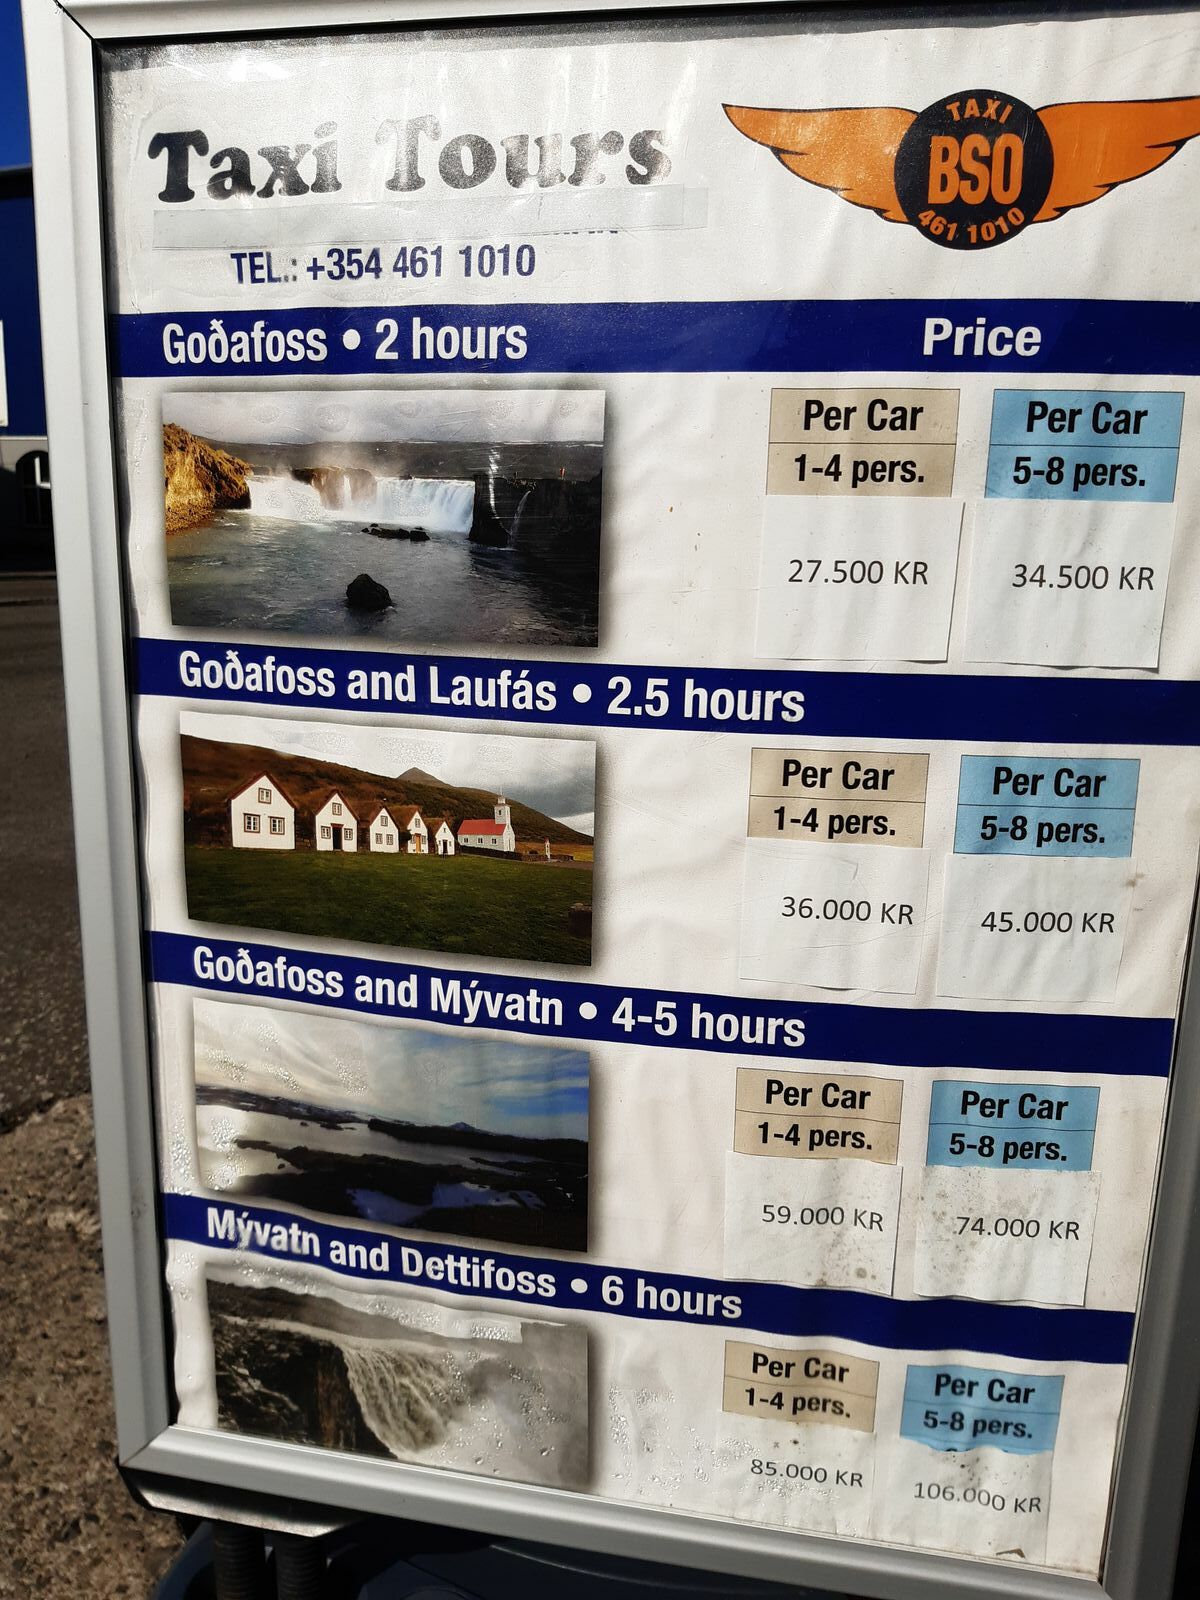 Taxi Tours
TAXI
BSO
461 1010
TEL.: +354 461 1010
Goðafoss • 2 hours Price
Per Car Per Car
1-4 pers. 5-8 pers.
27.500 KR 34.500 KR
Goðafoss and Laufás • 2.5 hours
Per Car Per Car
1-4 pers. 5-8 pers.
36.000 KR 45.000 KR
Goðafoss and Mývatn • 4-5 hours
Per Car Per Car
1-4 pers. 5-8 pers.
59.000 KR 74.000 KR
Mývatn and Dettifoss • 6 hours
Per Car Per Car
1-4 pers. 5-8 pers.
85.000 KR 106.000 KR